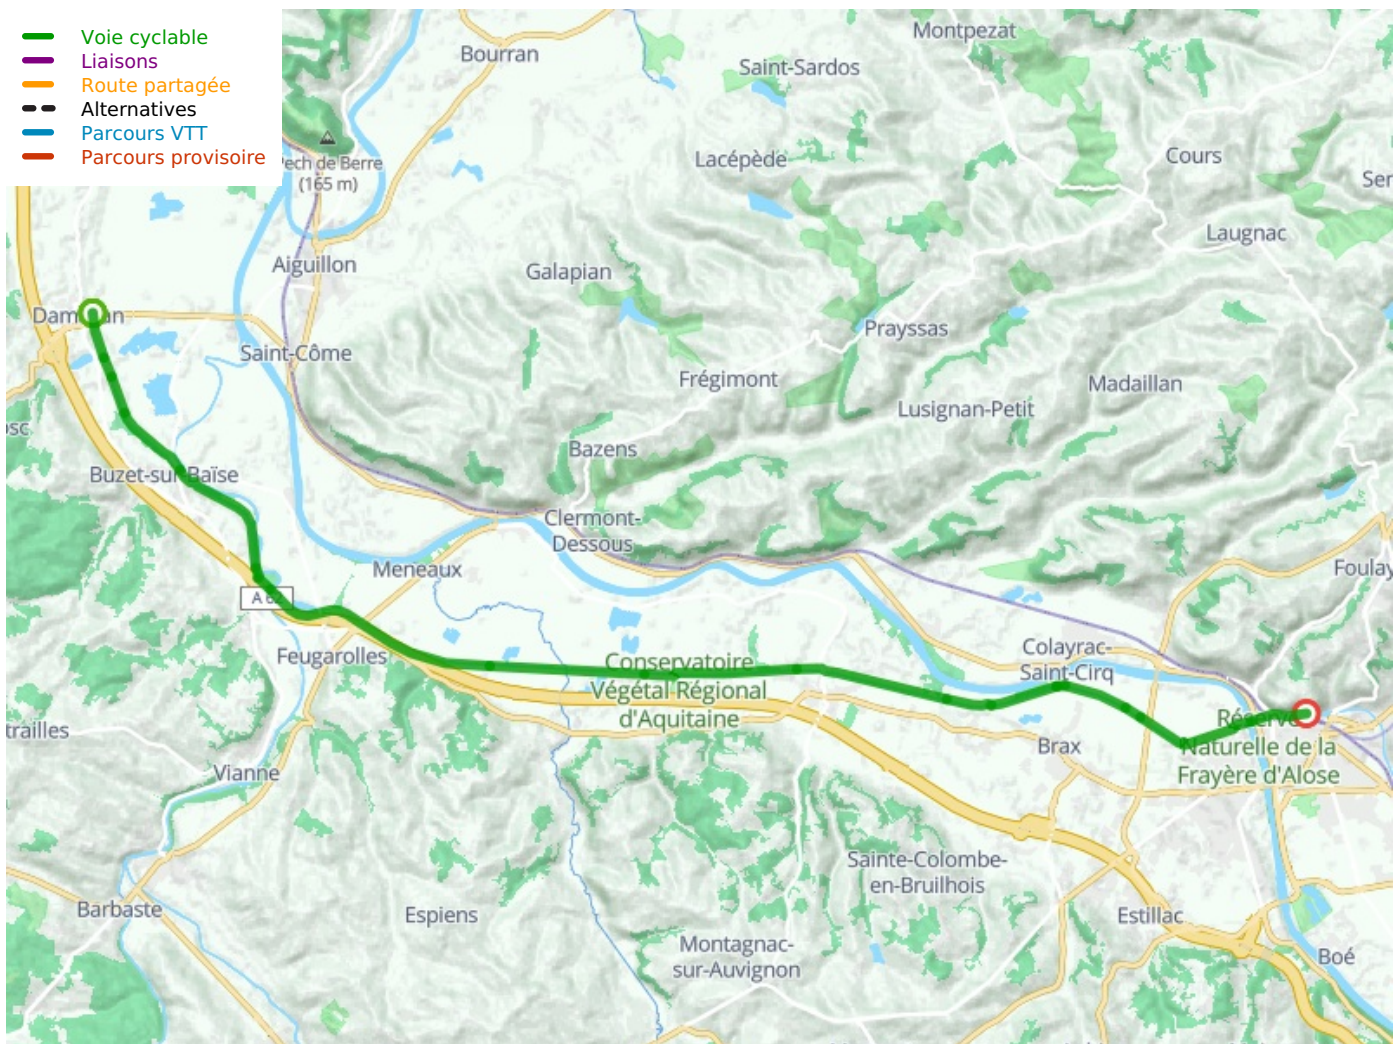 Voie cyclable
Liaisons
Route partagée
Alternatives
Parcours VTT
Parcours provisoire
Montpezat
Bourran
Saint-Sardos
Lacépède
Cours
ech de Berre
(165 m)
Laugnac
Aiguillon
Galapian
Prayssas
Saint-Côme
Frégimont
Madaillan
Lusignan-Petit
Bazens
Buzet-sur-Baïse
Clermont-
Dessous
Meneaux
Foulay
Feugarolles
Colayrac-
Saint-Cirq
Conservatoire
Végétal Régional
d'Aquitaine
Réserve
Naturelle de la
Frayère d'Alose
trailles
Brax
Vianne
Sainte-Colombe-
en-Bruilhois
Barbaste
Espiens
Estillac
Montagnac-
sur-Auvignon
Boé